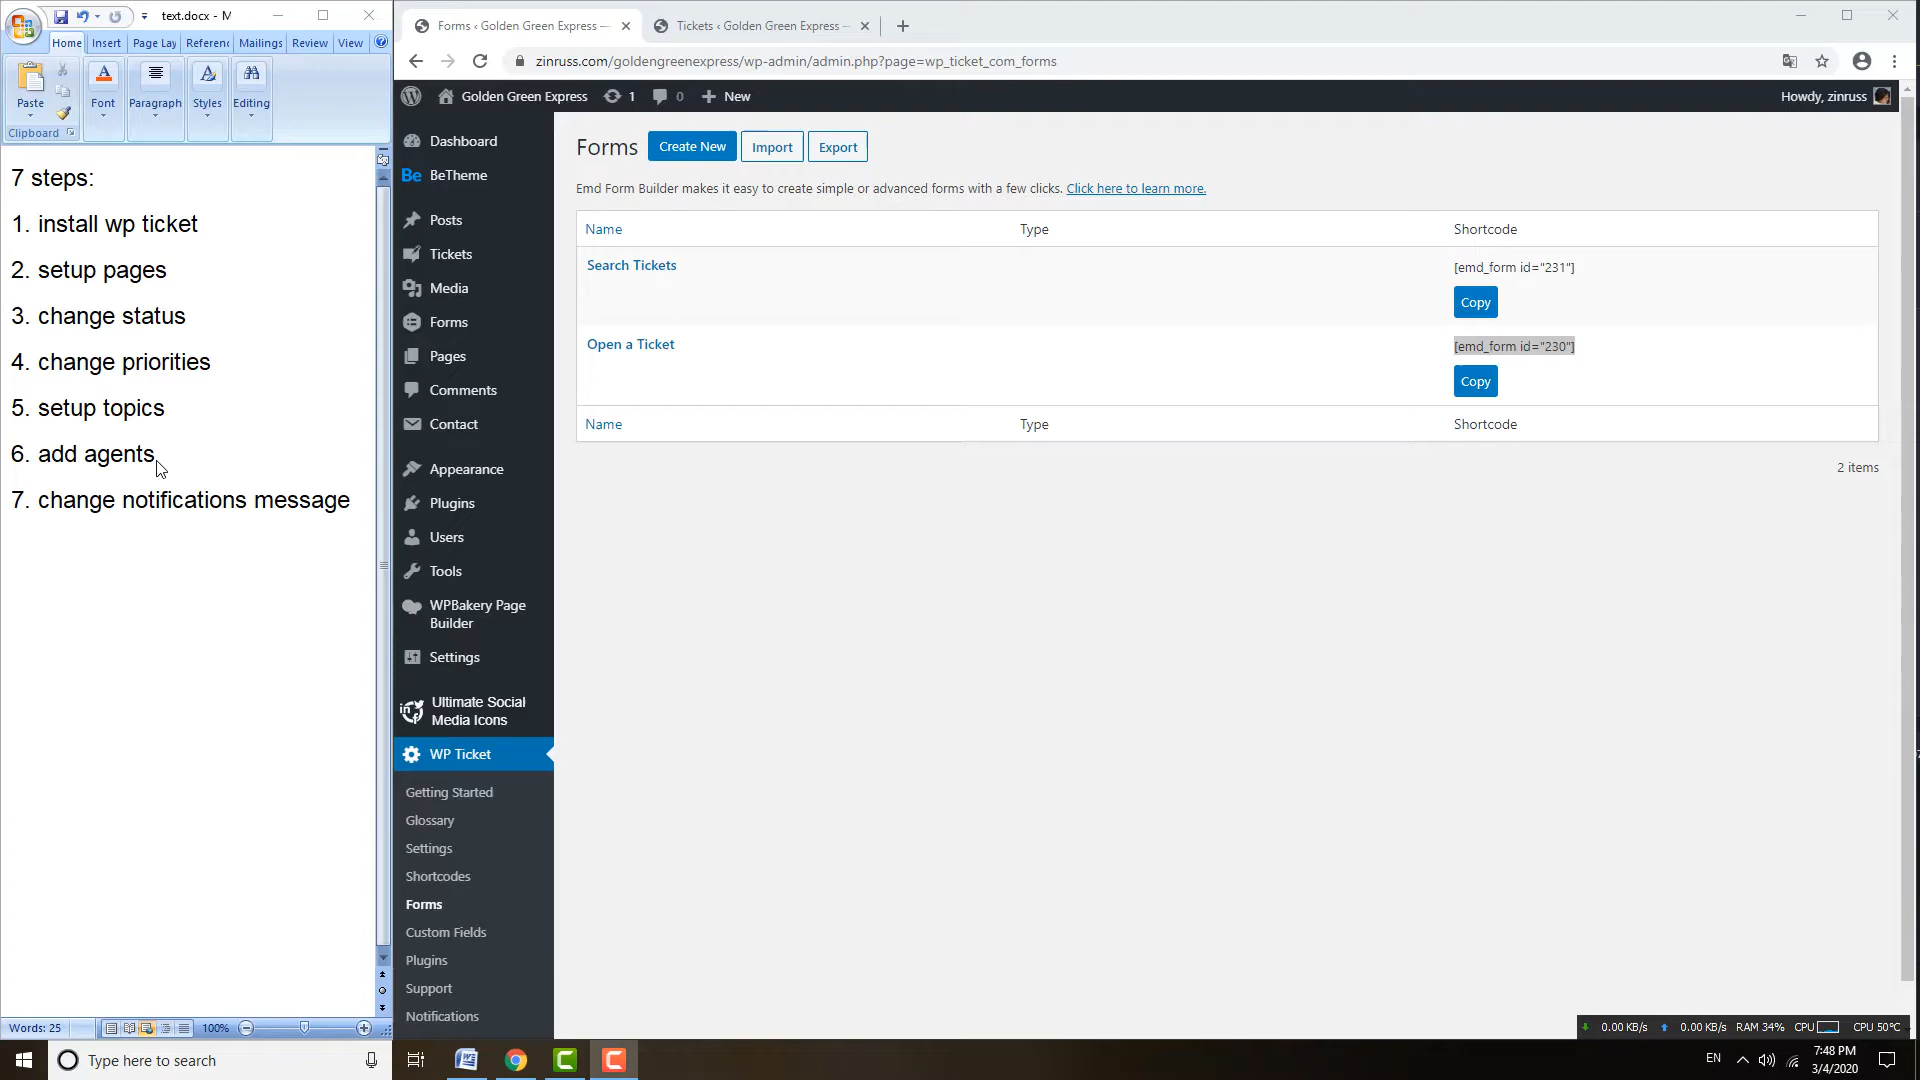 text.docx - M
Home
Insert
Page Lay
Referenc
Mailings
Review
View
Paste
Font
Paragraph
Styles
Editing
Clipboard
7 steps:
1. install wp ticket
2. setup pages
3. change status
4. change priorities
5. setup topics
6. add agents
7. change notifications message
Words: 25
100%
Forms ‹ Golden Green Express —
Tickets ‹ Golden Green Express —
zinruss.com/goldengreenexpress/wp-admin/admin.php?page=wp_ticket_com_forms
Golden Green Express
1
0
New
Howdy, zinruss
Dashboard
Be BeTheme
Posts
Tickets
Media
Forms
Pages
Comments
Contact
Appearance
Plugins
Users
Tools
WPBakery Page
Builder
Settings
Ultimate Social
Media Icons
WP Ticket
Getting Started
Glossary
Settings
Shortcodes
Forms
Custom Fields
Plugins
Support
Notifications
Forms
Create New
Import
Export
Emd Form Builder makes it easy to create simple or advanced forms with a few clicks. Click here to learn more.
Name Type Shortcode
Search Tickets [emd_form id="231"]
Copy
Open a Ticket [emd_form id="230"]
Copy
Name Type Shortcode
2 items
0.00 KB/s 0.00 KB/s RAM 34% CPU CPU 50°C
Type here to search
EN
7:48 PM
3/4/2020